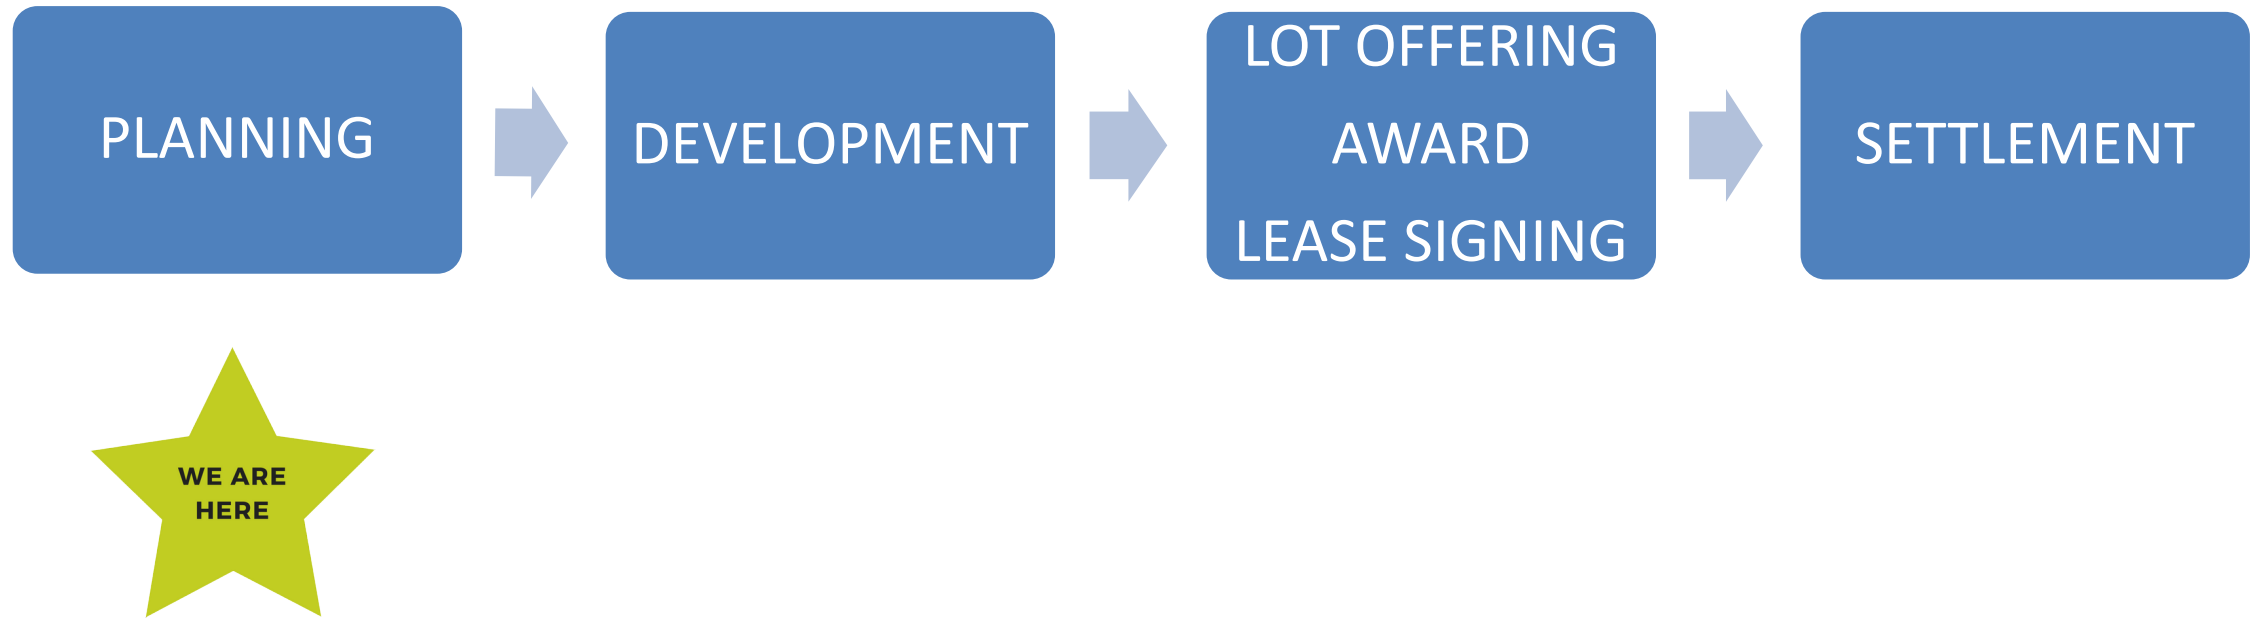 PLANNING
DEVELOPMENT
LOT OFFERING
AWARD
LEASE SIGNING
SETTLEMENT
WE ARE
HERE